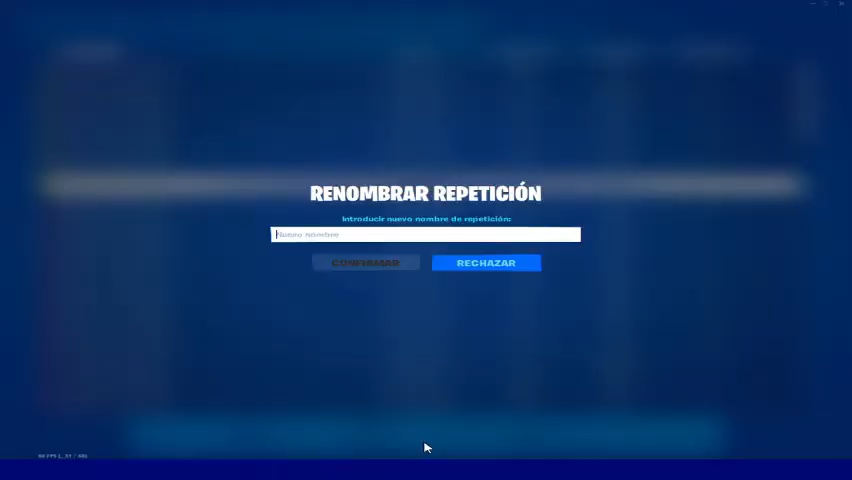 RENOMBRAR REPETICIÓN
Introducir nuevo nombre de repetición:
Nuevo nombre
CONFIRMAR
RECHAZAR